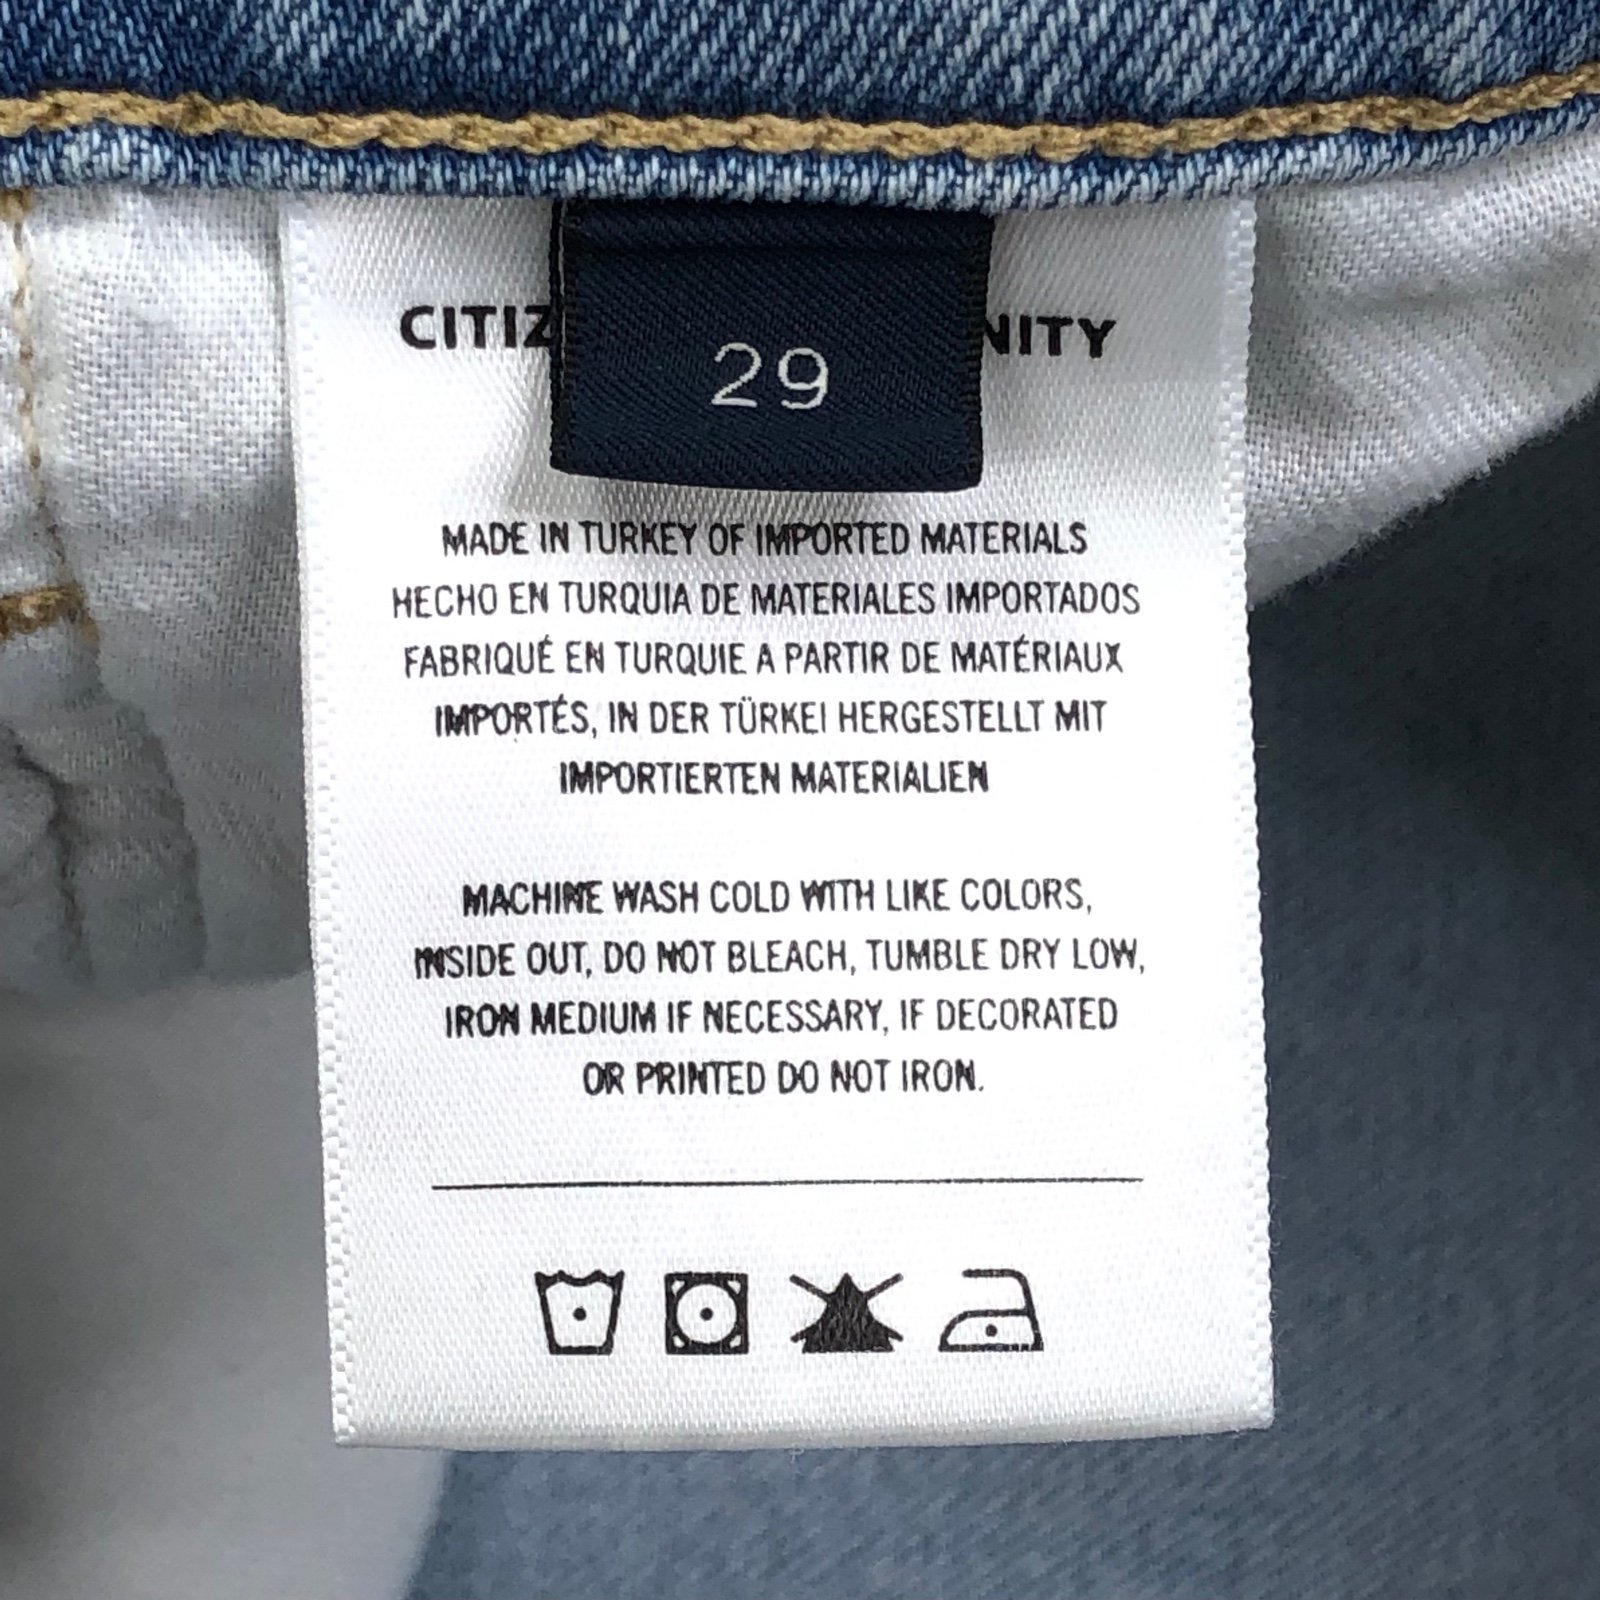 CITIZ NITY
29
MADE IN TURKEY OF IMPORTED MATERIALS
HECHO EN TURQUIA DE MATERIALES IMPORTADOS
FABRIQUÉ EN TURQUIE A PARTIR DE MATÉRIAUX
IMPORTÉS, IN DER TÜRKEI HERGESTELLT MIT
IMPORTIERTEN MATERIALIEN
MACHINE WASH COLD WITH LIKE COLORS,
INSIDE OUT, DO NOT BLEACH, TUMBLE DRY LOW,
IRON MEDIUM IF NECESSARY, IF DECORATED
OR PRINTED DO NOT IRON.